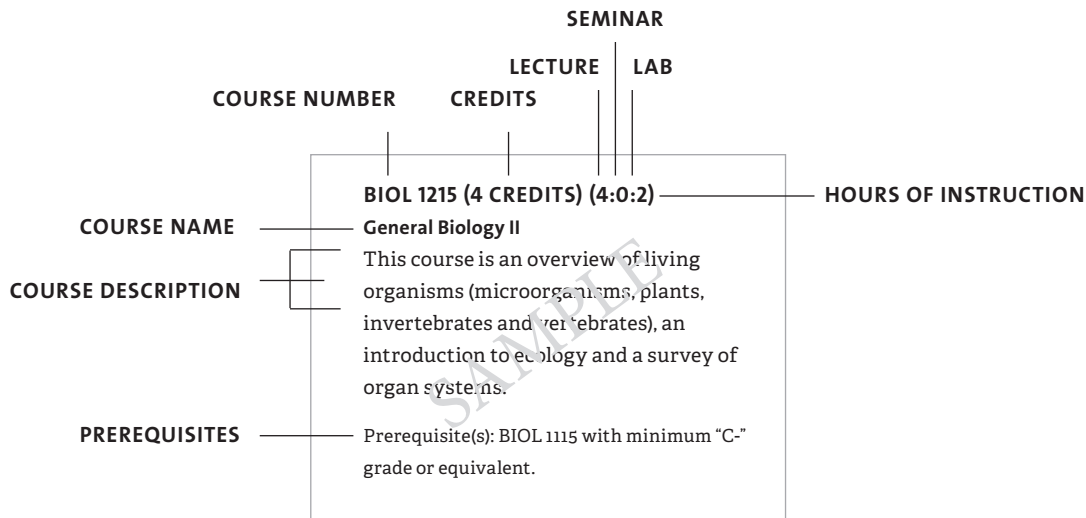 SEMINAR
LECTURE LAB
COURSE NUMBER CREDITS
BIOL 1215 (4 CREDITS) (4:0:2) HOURS OF INSTRUCTION
COURSE NAME General Biology II
This course is an overview of living
COURSE DESCRIPTION organisms (microorganisms, plants,
invertebrates and vertebrates), an
introduction to ecology and a survey of
organ systems.
SAMPLE
PREREQUISITES Prerequisite(s): BIOL 1115 with minimum “C-”
grade or equivalent.